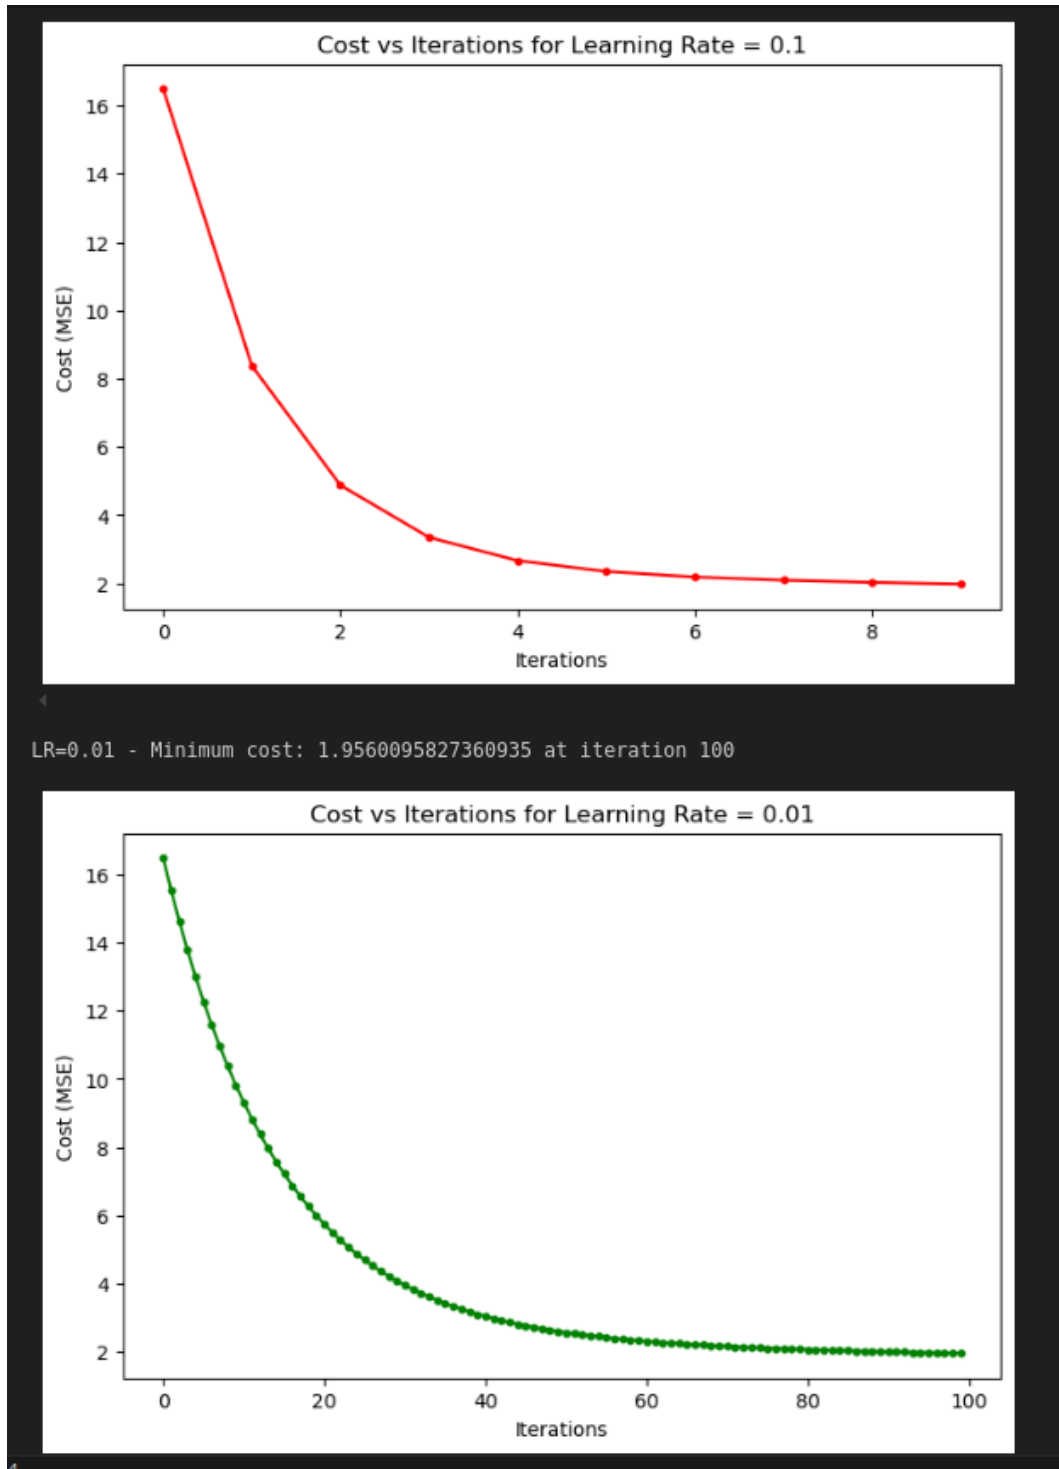 Cost vs Iterations for Learning Rate = 0.1
16
14
12
10
8
6
4
2
Cost (MSE)
0 2 4 6 8
Iterations
LR=0.01 - Minimum cost: 1.9560095827360935 at iteration 100
Cost vs Iterations for Learning Rate = 0.01
16
14
12
10
8
6
4
2
Cost (MSE)
0 20 40 60 80 100
Iterations